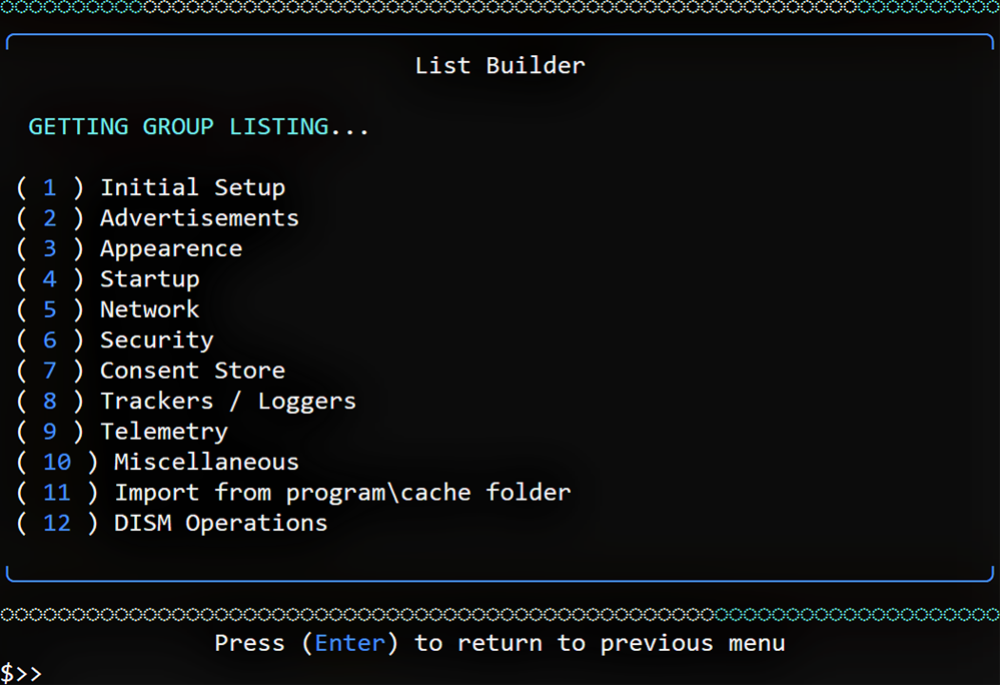 List Builder
GETTING GROUP LISTING...
( 1 ) Initial Setup
( 2 ) Advertisements
( 3 ) Appearence
( 4 ) Startup
( 5 ) Network
( 6 ) Security
( 7 ) Consent Store
( 8 ) Trackers / Loggers
( 9 ) Telemetry
( 10 ) Miscellaneous
( 11 ) Import from program\cache folder
( 12 ) DISM Operations
Press (Enter) to return to previous menu
$>>